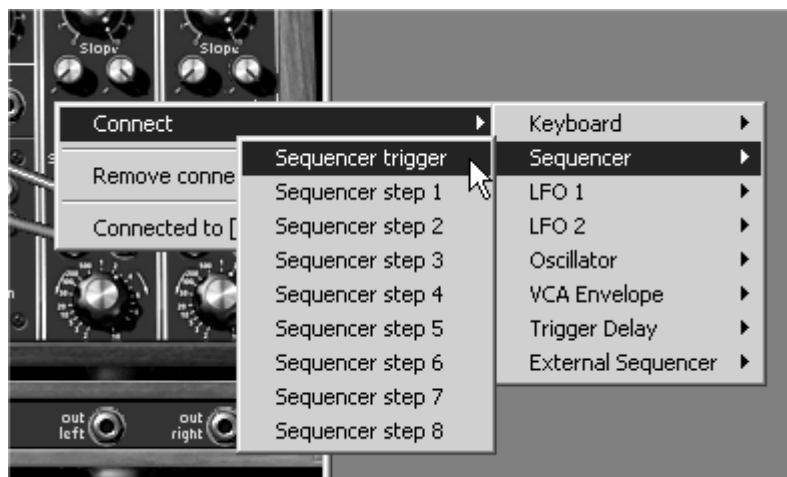 Slope
Slope
Connect
Remove conne
Connected to [
Keyboard
Sequencer
LFO 1
LFO 2
Oscillator
VCA Envelope
Trigger Delay
External Sequencer
Sequencer trigger
Sequencer step 1
Sequencer step 2
Sequencer step 3
Sequencer step 4
Sequencer step 5
Sequencer step 6
Sequencer step 7
Sequencer step 8
out left
out right